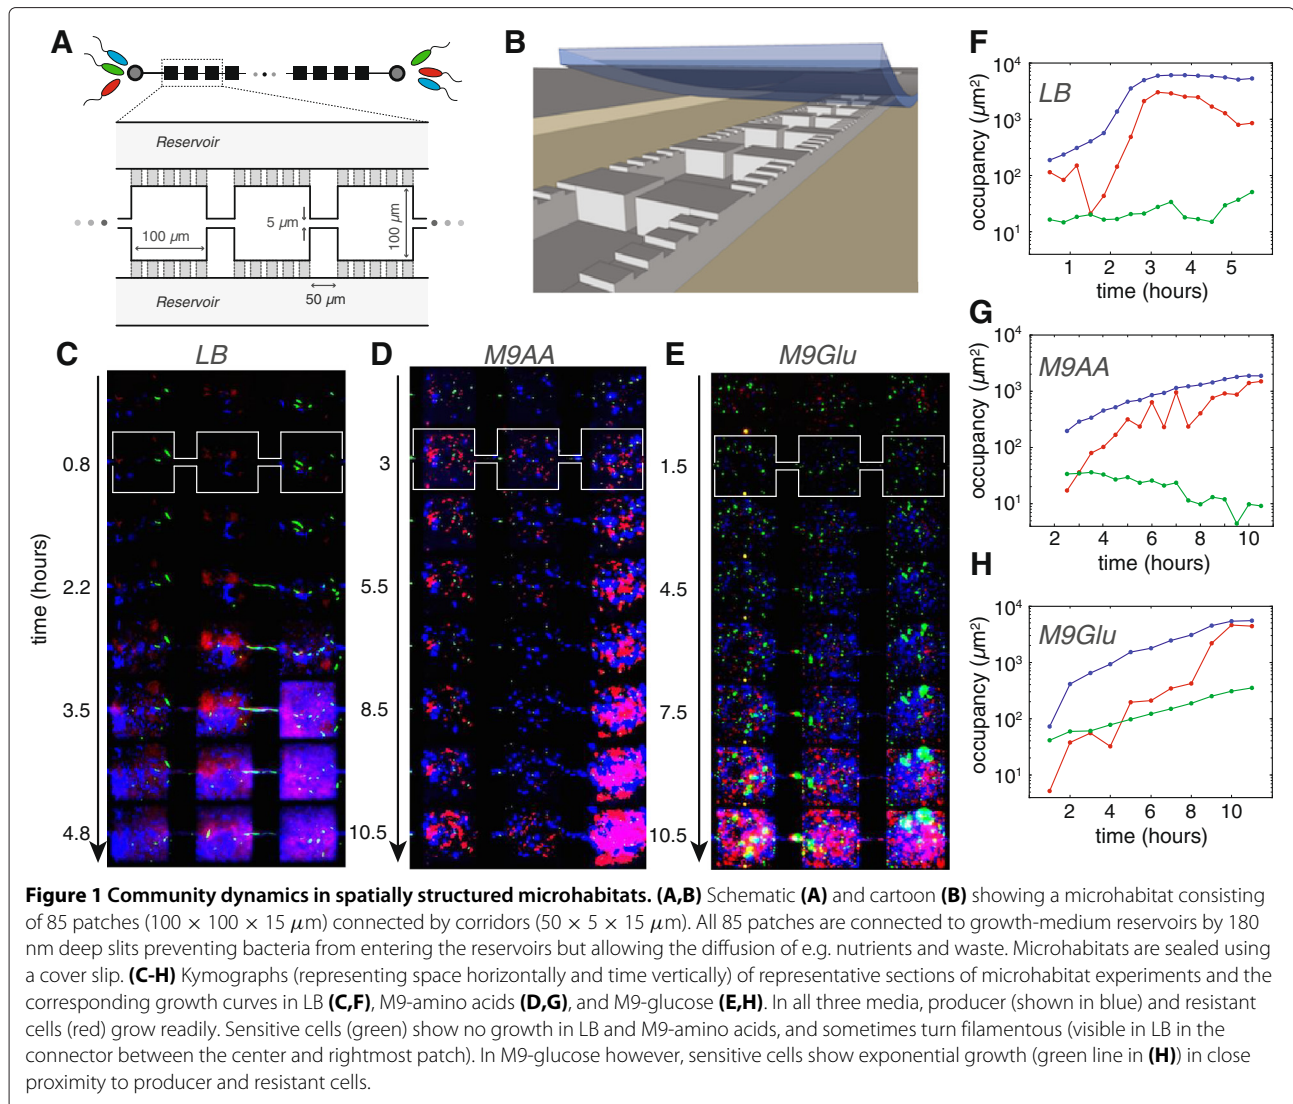 A
B
Reservoir
100 µm
5 µm
100 µm
50 µm
Reservoir
C
LB
D
M9AA
E
M9Glu
time (hours)
0.8
2.2
3.5
4.8
3
5.5
8.5
10.5
1.5
4.5
7.5
10.5
F
LB
occupancy (µm²)
10⁴
10³
10²
10¹
1 2 3 4 5
time (hours)
G
M9AA
occupancy (µm²)
10⁴
10³
10²
10¹
2 4 6 8 10
time (hours)
H
M9Glu
occupancy (µm²)
10⁴
10³
10²
10¹
2 4 6 8 10
time (hours)
Figure 1 Community dynamics in spatially structured microhabitats. (A,B) Schematic (A) and cartoon (B) showing a microhabitat consisting
of 85 patches (100 × 100 × 15 µm) connected by corridors (50 × 5 × 15 µm). All 85 patches are connected to growth-medium reservoirs by 180
nm deep slits preventing bacteria from entering the reservoirs but allowing the diffusion of e.g. nutrients and waste. Microhabitats are sealed using
a cover slip. (C-H) Kymographs (representing space horizontally and time vertically) of representative sections of microhabitat experiments and the
corresponding growth curves in LB (C,F), M9-amino acids (D,G), and M9-glucose (E,H). In all three media, producer (shown in blue) and resistant
cells (red) grow readily. Sensitive cells (green) show no growth in LB and M9-amino acids, and sometimes turn filamentous (visible in LB in the
connector between the center and rightmost patch). In M9-glucose however, sensitive cells show exponential growth (green line in (H)) in close
proximity to producer and resistant cells.